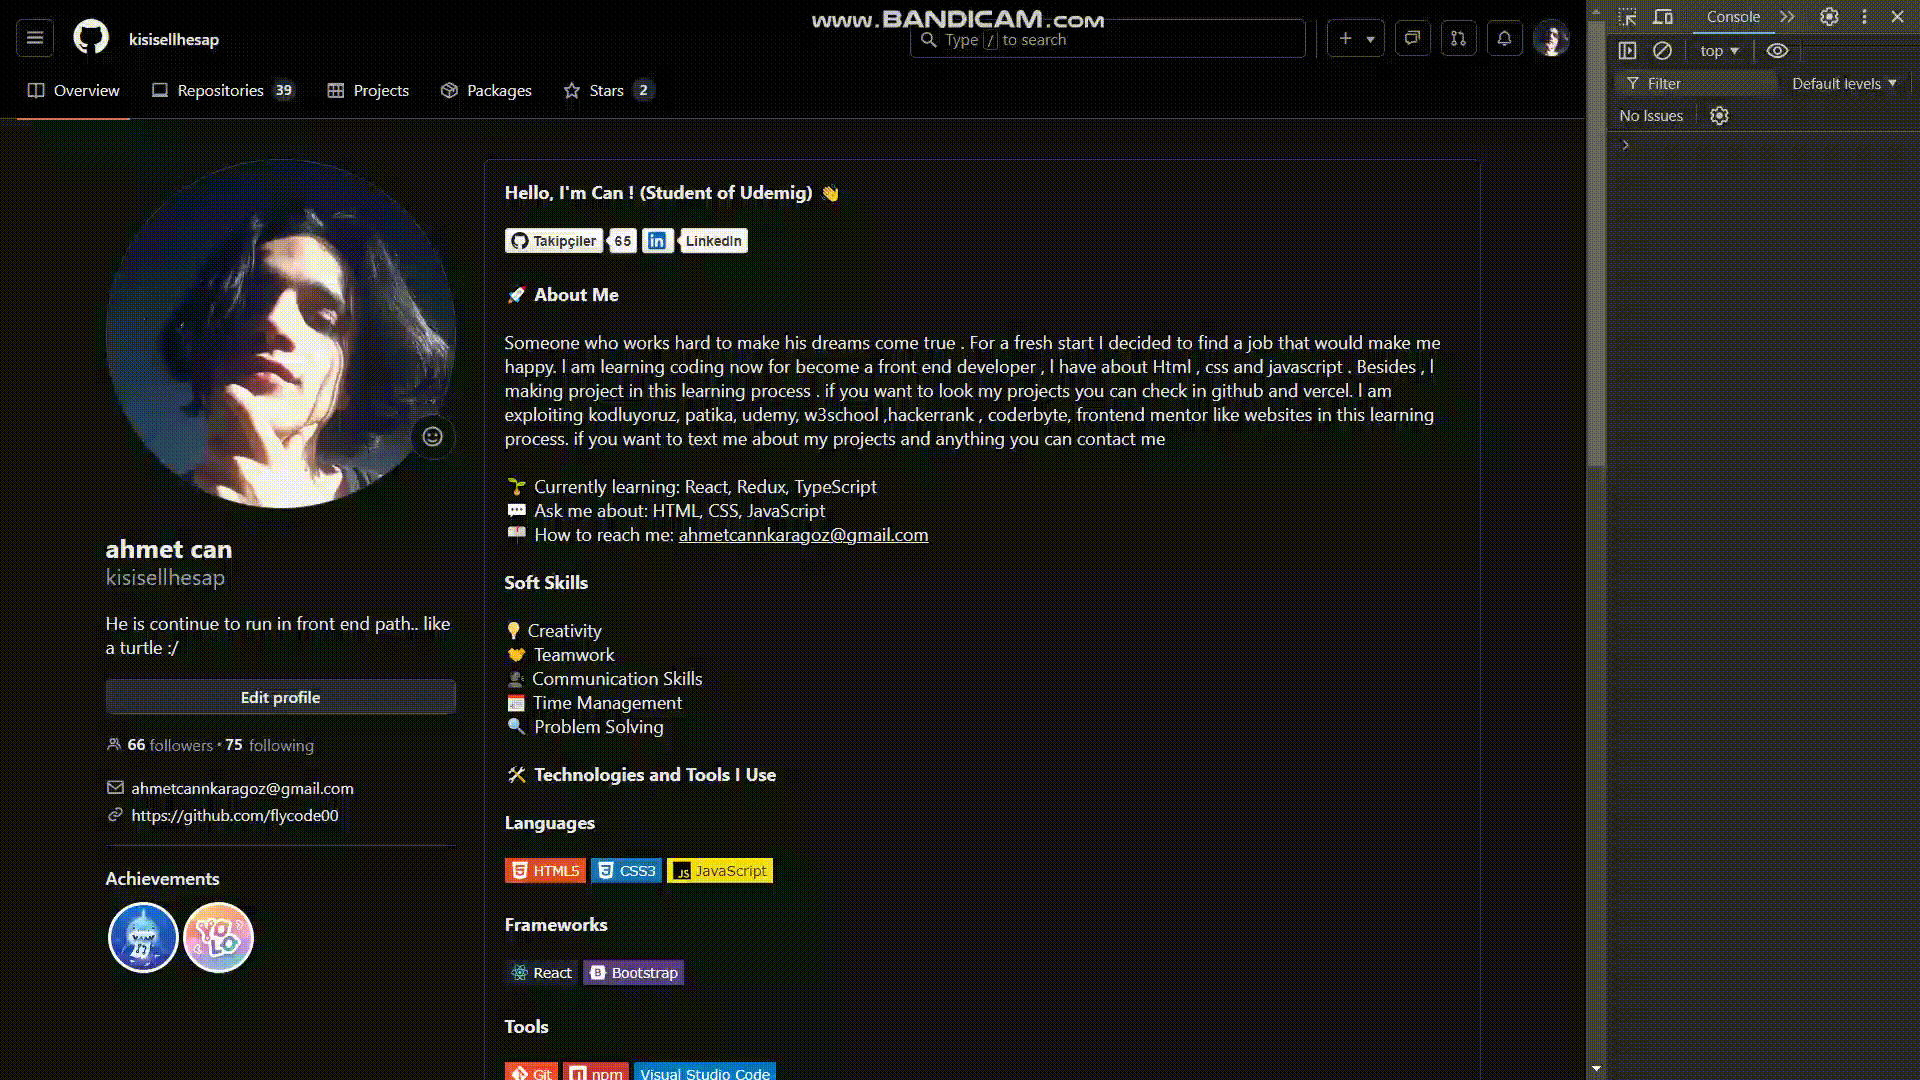 www.BANDICAM.com
kisisellhesap
Type / to search
Overview
Repositories 39
Projects
Packages
Stars 2
Console
top
Filter
Default levels
No Issues
Hello, I'm Can ! (Student of Udemig) 👋
Takipçiler 65
in LinkedIn
🚀 About Me
Someone who works hard to make his dreams come true . For a fresh start I decided to find a job that would make me
happy. I am learning coding now for become a front end developer , I have about Html , css and javascript . Besides , I
making project in this learning process . if you want to look my projects you can check in github and vercel. I am
exploiting kodluyoruz, patika, udemy, w3school ,hackerrank , coderbyte, frontend mentor like websites in this learning
process. if you want to text me about my projects and anything you can contact me
🌱 Currently learning: React, Redux, TypeScript
💬 Ask me about: HTML, CSS, JavaScript
How to reach me: ahmetcannkaragoz@gmail.com
Soft Skills
💡 Creativity
Teamwork
Communication Skills
Time Management
🔍 Problem Solving
🛠 Technologies and Tools I Use
Languages
HTML5
CSS3
JS JavaScript
Frameworks
React
B Bootstrap
Tools
Git
npm
Visual Studio Code
ahmet can
kisisellhesap
He is continue to run in front end path.. like
a turtle :/
Edit profile
66 followers · 75 following
ahmetcannkaragoz@gmail.com
https://github.com/flycode00
Achievements
YOLO